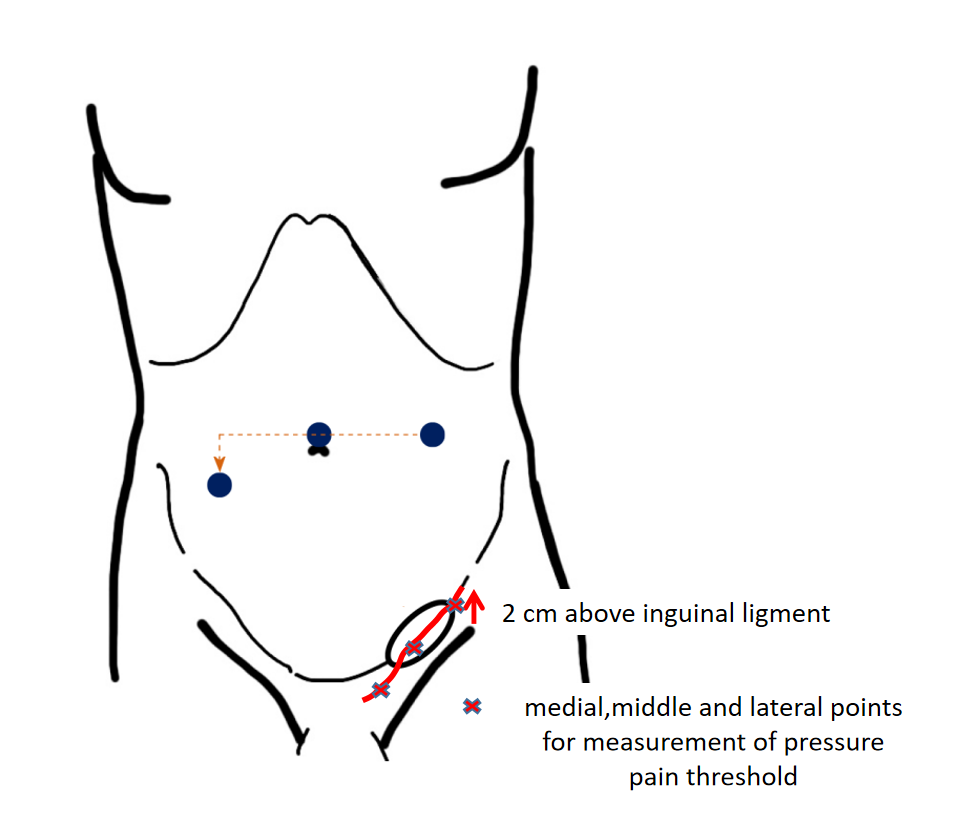 2 cm above inguinal ligment
medial,middle and lateral points
for measurement of pressure
pain threshold